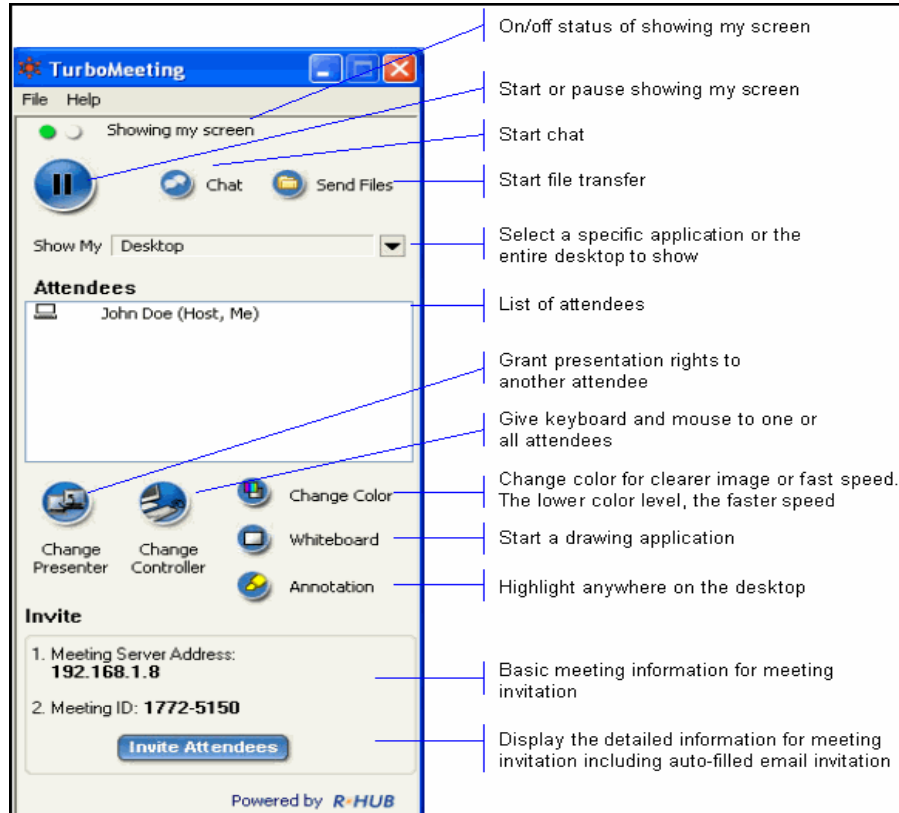 On/off status of showing my screen
TurboMeeting
File Help
Start or pause showing my screen
Showing my screen
Start chat
Chat
Send Files
Start file transfer
Show My Desktop
Select a specific application or the
entire desktop to show
Attendees
List of attendees
John Doe (Host, Me)
Grant presentation rights to
another attendee
Give keyboard and mouse to one or
all attendees
Change color for clearer image or fast speed.
The lower color level, the faster speed
Change Color
Whiteboard
Start a drawing application
Change
Presenter
Change
Controller
Annotation
Highlight anywhere on the desktop
Invite
1. Meeting Server Address:
192.168.1.8
Basic meeting information for meeting
invitation
2. Meeting ID: 1772-5150
Invite Attendees
Display the detailed information for meeting
invitation including auto-filled email invitation
Powered by R•HUB